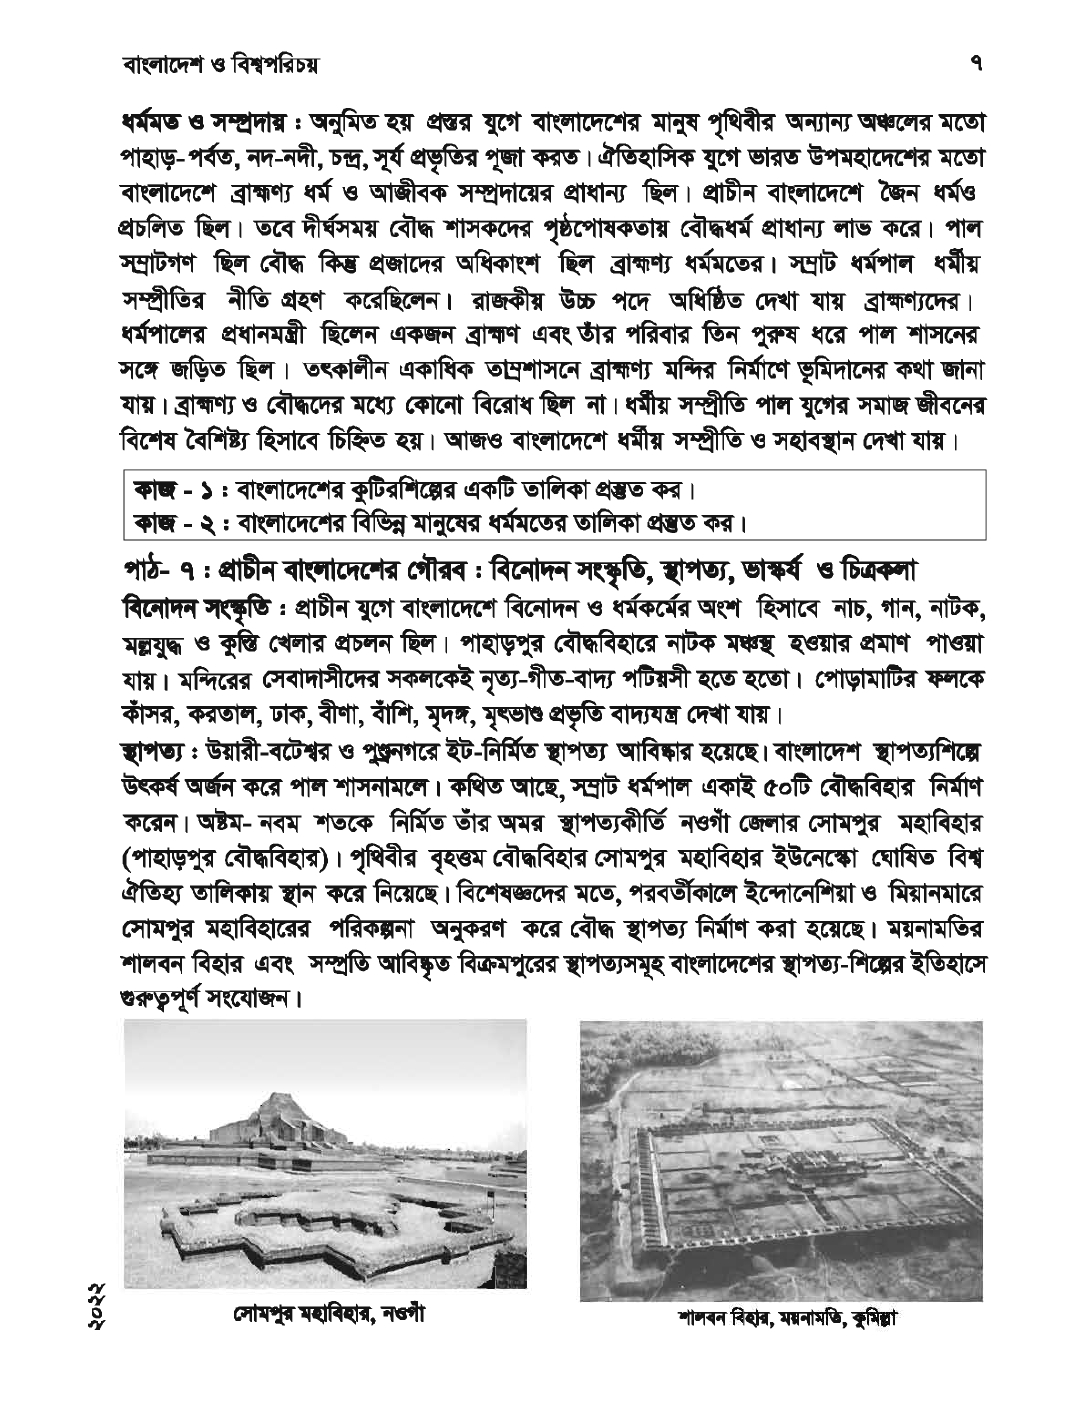 বাংলাদেশ ও বিশ্বপরিচয় ৭
ধর্মমত ও সম্প্রদায় : অনুমিত হয় প্রস্তর যুগে বাংলাদেশের মানুষ পৃথিবীর অন্যান্য অঞ্চলের মতো
পাহাড়-পর্বত, নদ-নদী, চন্দ্র, সূর্য প্রভৃতির পূজা করত। ঐতিহাসিক যুগে ভারত উপমহাদেশের মতো
বাংলাদেশে ব্রাহ্মণ্য ধর্ম ও আজীবক সম্প্রদায়ের প্রাধান্য ছিল। প্রাচীন বাংলাদেশে জৈন ধর্মও
প্রচলিত ছিল। তবে দীর্ঘসময় বৌদ্ধ শাসকদের পৃষ্ঠপোষকতায় বৌদ্ধধর্ম প্রাধান্য লাভ করে। পাল
সম্রাটগণ ছিল বৌদ্ধ কিন্তু প্রজাদের অধিকাংশ ছিল ব্রাহ্মণ্য ধর্মমতের। সম্রাট ধর্মপাল ধর্মীয়
সম্প্রীতির নীতি গ্রহণ করেছিলেন। রাজকীয় উচ্চ পদে অধিষ্ঠিত দেখা যায় ব্রাহ্মণ্যদের।
ধর্মপালের প্রধানমন্ত্রী ছিলেন একজন ব্রাহ্মণ এবং তাঁর পরিবার তিন পুরুষ ধরে পাল শাসনের
সঙ্গে জড়িত ছিল। তৎকালীন একাধিক তাম্রশাসনে ব্রাহ্মণ্য মন্দির নির্মাণে ভূমিদানের কথা জানা
যায়। ব্রাহ্মণ্য ও বৌদ্ধদের মধ্যে কোনো বিরোধ ছিল না। ধর্মীয় সম্প্রীতি পাল যুগের সমাজ জীবনের
বিশেষ বৈশিষ্ট্য হিসাবে চিহ্নিত হয়। আজও বাংলাদেশে ধর্মীয় সম্প্রীতি ও সহাবস্থান দেখা যায়।
কাজ - ১ : বাংলাদেশের কুটিরশিল্পের একটি তালিকা প্রস্তুত কর।
কাজ - ২ : বাংলাদেশের বিভিন্ন মানুষের ধর্মমতের তালিকা প্রস্তুত কর।
পাঠ- ৭ : প্রাচীন বাংলাদেশের গৌরব : বিনোদন সংস্কৃতি, স্থাপত্য, ভাস্কর্য ও চিত্রকলা
বিনোদন সংস্কৃতি : প্রাচীন যুগে বাংলাদেশে বিনোদন ও ধর্মকর্মের অংশ হিসাবে নাচ, গান, নাটক,
মল্লযুদ্ধ ও কুস্তি খেলার প্রচলন ছিল। পাহাড়পুর বৌদ্ধবিহারে নাটক মঞ্চস্থ হওয়ার প্রমাণ পাওয়া
যায়। মন্দিরের সেবাদাসীদের সকলকেই নৃত্য-গীত-বাদ্য পটিয়সী হতে হতো। পোড়ামাটির ফলকে
কাঁসর, করতাল, ঢাক, বীণা, বাঁশি, মৃদঙ্গ, মৃৎভাণ্ড প্রভৃতি বাদ্যযন্ত্র দেখা যায়।
স্থাপত্য : উয়ারী-বটেশ্বর ও পুণ্ড্রনগরে ইট-নির্মিত স্থাপত্য আবিষ্কার হয়েছে। বাংলাদেশ স্থাপত্যশিল্পে
উৎকর্ষ অর্জন করে পাল শাসনামলে। কথিত আছে, সম্রাট ধর্মপাল একাই ৫০টি বৌদ্ধবিহার নির্মাণ
করেন। অষ্টম- নবম শতকে নির্মিত তাঁর অমর স্থাপত্যকীর্তি নওগাঁ জেলার সোমপুর মহাবিহার
(পাহাড়পুর বৌদ্ধবিহার)। পৃথিবীর বৃহত্তম বৌদ্ধবিহার সোমপুর মহাবিহার ইউনেস্কো ঘোষিত বিশ্ব
ঐতিহ্য তালিকায় স্থান করে নিয়েছে। বিশেষজ্ঞদের মতে, পরবর্তীকালে ইন্দোনেশিয়া ও মিয়ানমারে
সোমপুর মহাবিহারের পরিকল্পনা অনুকরণ করে বৌদ্ধ স্থাপত্য নির্মাণ করা হয়েছে। ময়নামতির
শালবন বিহার এবং সম্প্রতি আবিষ্কৃত বিক্রমপুরের স্থাপত্যসমূহ বাংলাদেশের স্থাপত্য-শিল্পের ইতিহাসে
গুরুত্বপূর্ণ সংযোজন।
সোমপুর মহাবিহার, নওগাঁ
শালবন বিহার, ময়নামতি, কুমিল্লা
২০২২